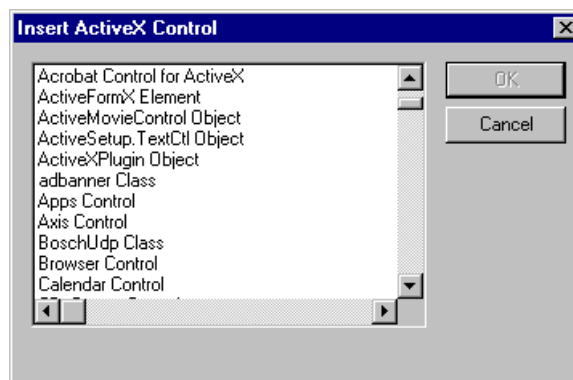 Insert ActiveX Control
Acrobat Control for ActiveX
ActiveFormX Element
ActiveMovieControl Object
ActiveSetup.TextCtl Object
ActiveXPlugin Object
adbanner Class
Apps Control
Axis Control
BoschUdp Class
Browser Control
Calendar Control
OK
Cancel